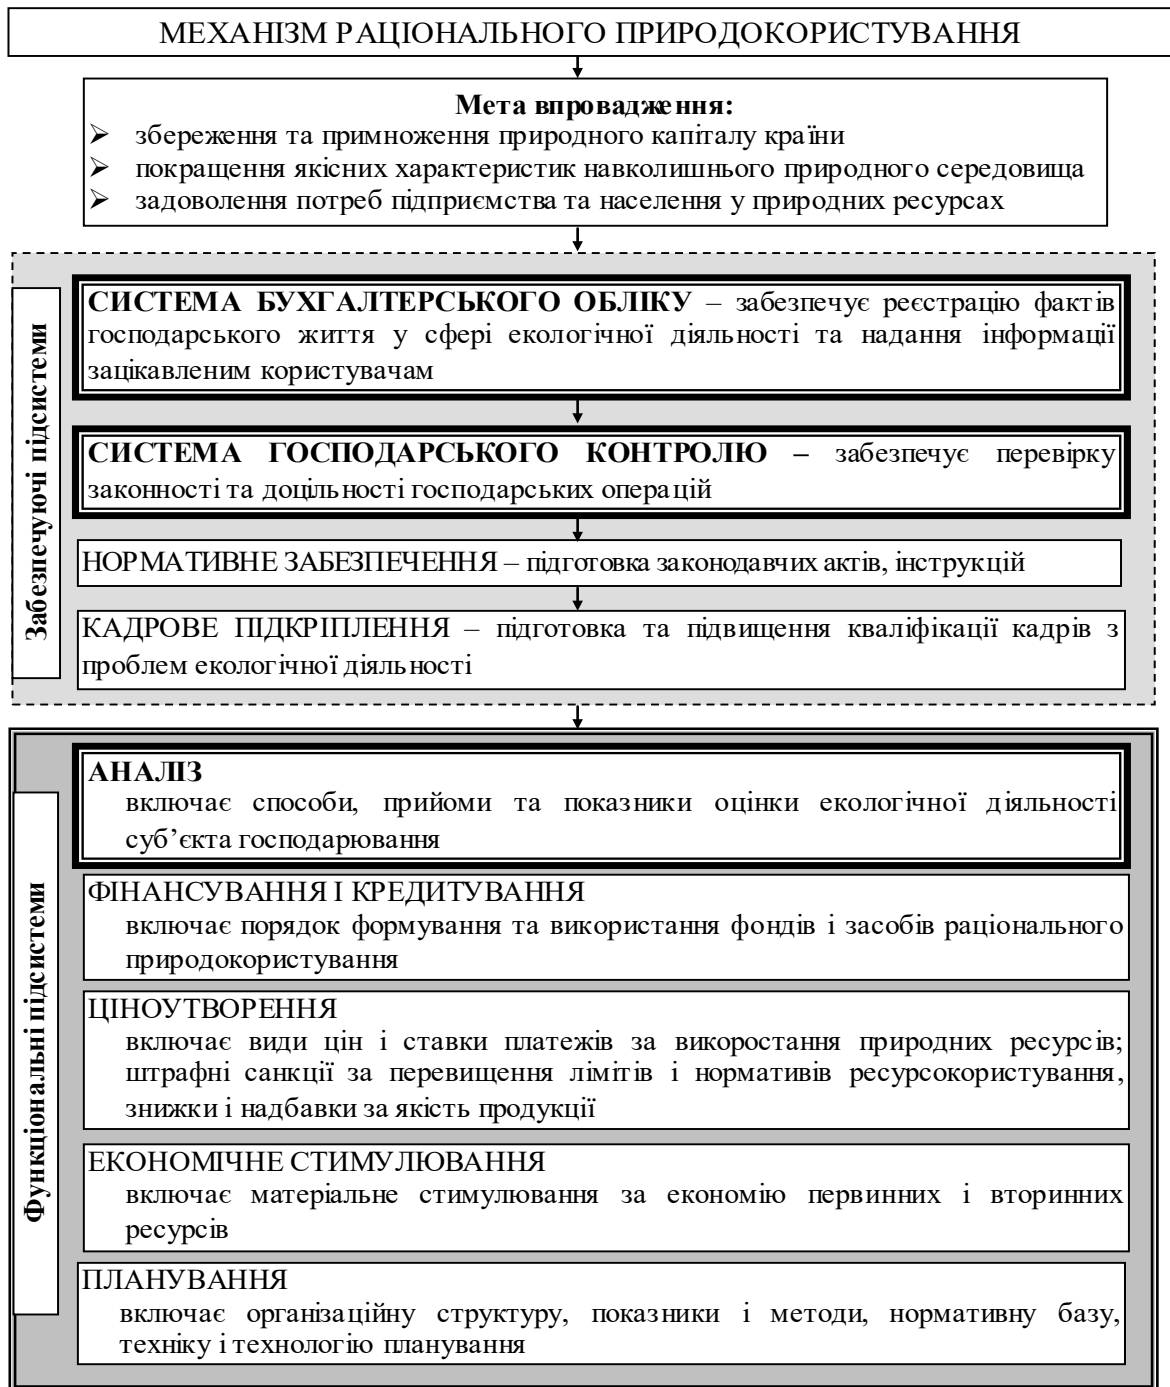 МЕХАНІЗМ РАЦІОНАЛЬНОГО ПРИРОДОКОРИСТУВАННЯ
Мета впровадження:
➢ збереження та примноження природного капіталу країни
➢ покращення якісних характеристик навколишнього природного середовища
➢ задоволення потреб підприємства та населення у природних ресурсах
Забезпечуючі підсистеми
СИСТЕМА БУХГАЛТЕРСЬКОГО ОБЛІКУ – забезпечує реєстрацію фактів
господарського життя у сфері екологічної діяльності та надання інформації
зацікавленим користувачам
СИСТЕМА ГОСПОДАРСЬКОГО КОНТРОЛЮ – забезпечує перевірку
законності та доцільності господарських операцій
НОРМАТИВНЕ ЗАБЕЗПЕЧЕННЯ – підготовка законодавчих актів, інструкцій
КАДРОВЕ ПІДКРІПЛЕННЯ – підготовка та підвищення кваліфікації кадрів з
проблем екологічної діяльності
Функціональні підсистеми
АНАЛІЗ
включає способи, прийоми та показники оцінки екологічної діяльності
суб’єкта господарювання
ФІНАНСУВАННЯ І КРЕДИТУВАННЯ
включає порядок формування та використання фондів і засобів раціонального
природокористування
ЦІНОУТВОРЕННЯ
включає види цін і ставки платежів за викоростання природних ресурсів;
штрафні санкції за перевищення лімітів і нормативів ресурсокористування,
знижки і надбавки за якість продукції
ЕКОНОМІЧНЕ СТИМУЛЮВАННЯ
включає матеріальне стимулювання за економію первинних і вторинних
ресурсів
ПЛАНУВАННЯ
включає організаційну структуру, показники і методи, нормативну базу,
техніку і технологію планування